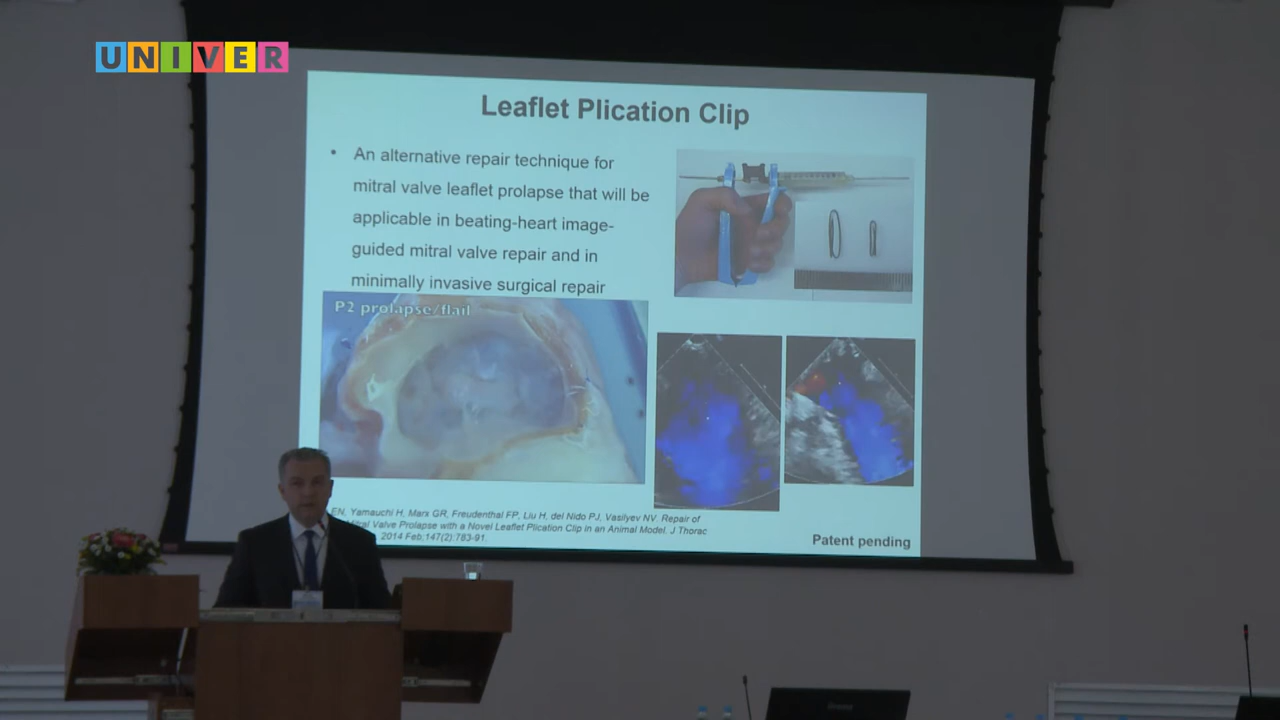 UNIVER
Leaflet Plication Clip
• An alternative repair technique for
mitral valve leaflet prolapse that will be
applicable in beating-heart image-
guided mitral valve repair and in
minimally invasive surgical repair
P2 prolapse/flail
EN, Yamauchi H, Marx GR, Freudenthal FP, Liu H, del Nido PJ, Vasilyev NV. Repair of
Mitral Valve Prolapse with a Novel Leaflet Plication Clip in an Animal Model. J Thorac
2014 Feb;147(2):783-91.
Patent pending